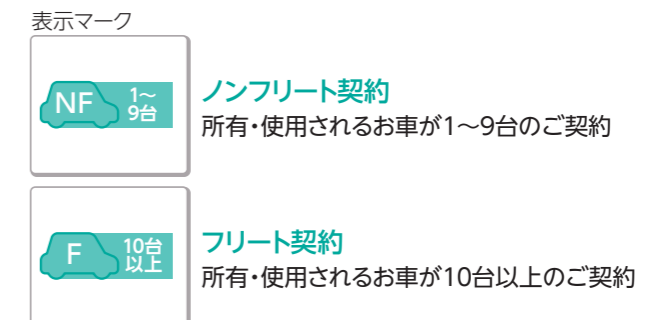 表示マーク
NF 1～9台
ノンフリート契約
所有・使用されるお車が1～9台のご契約
F 10台以上
フリート契約
所有・使用されるお車が10台以上のご契約